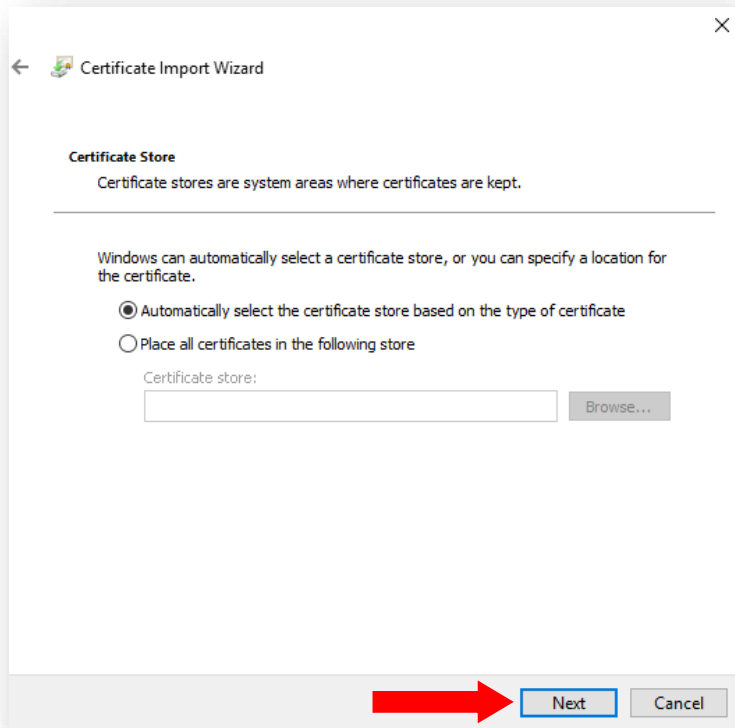 Certificate Import Wizard
Certificate Store
Certificate stores are system areas where certificates are kept.
Windows can automatically select a certificate store, or you can specify a location for
the certificate.
Automatically select the certificate store based on the type of certificate
Place all certificates in the following store
Certificate store:
Browse...
Next
Cancel